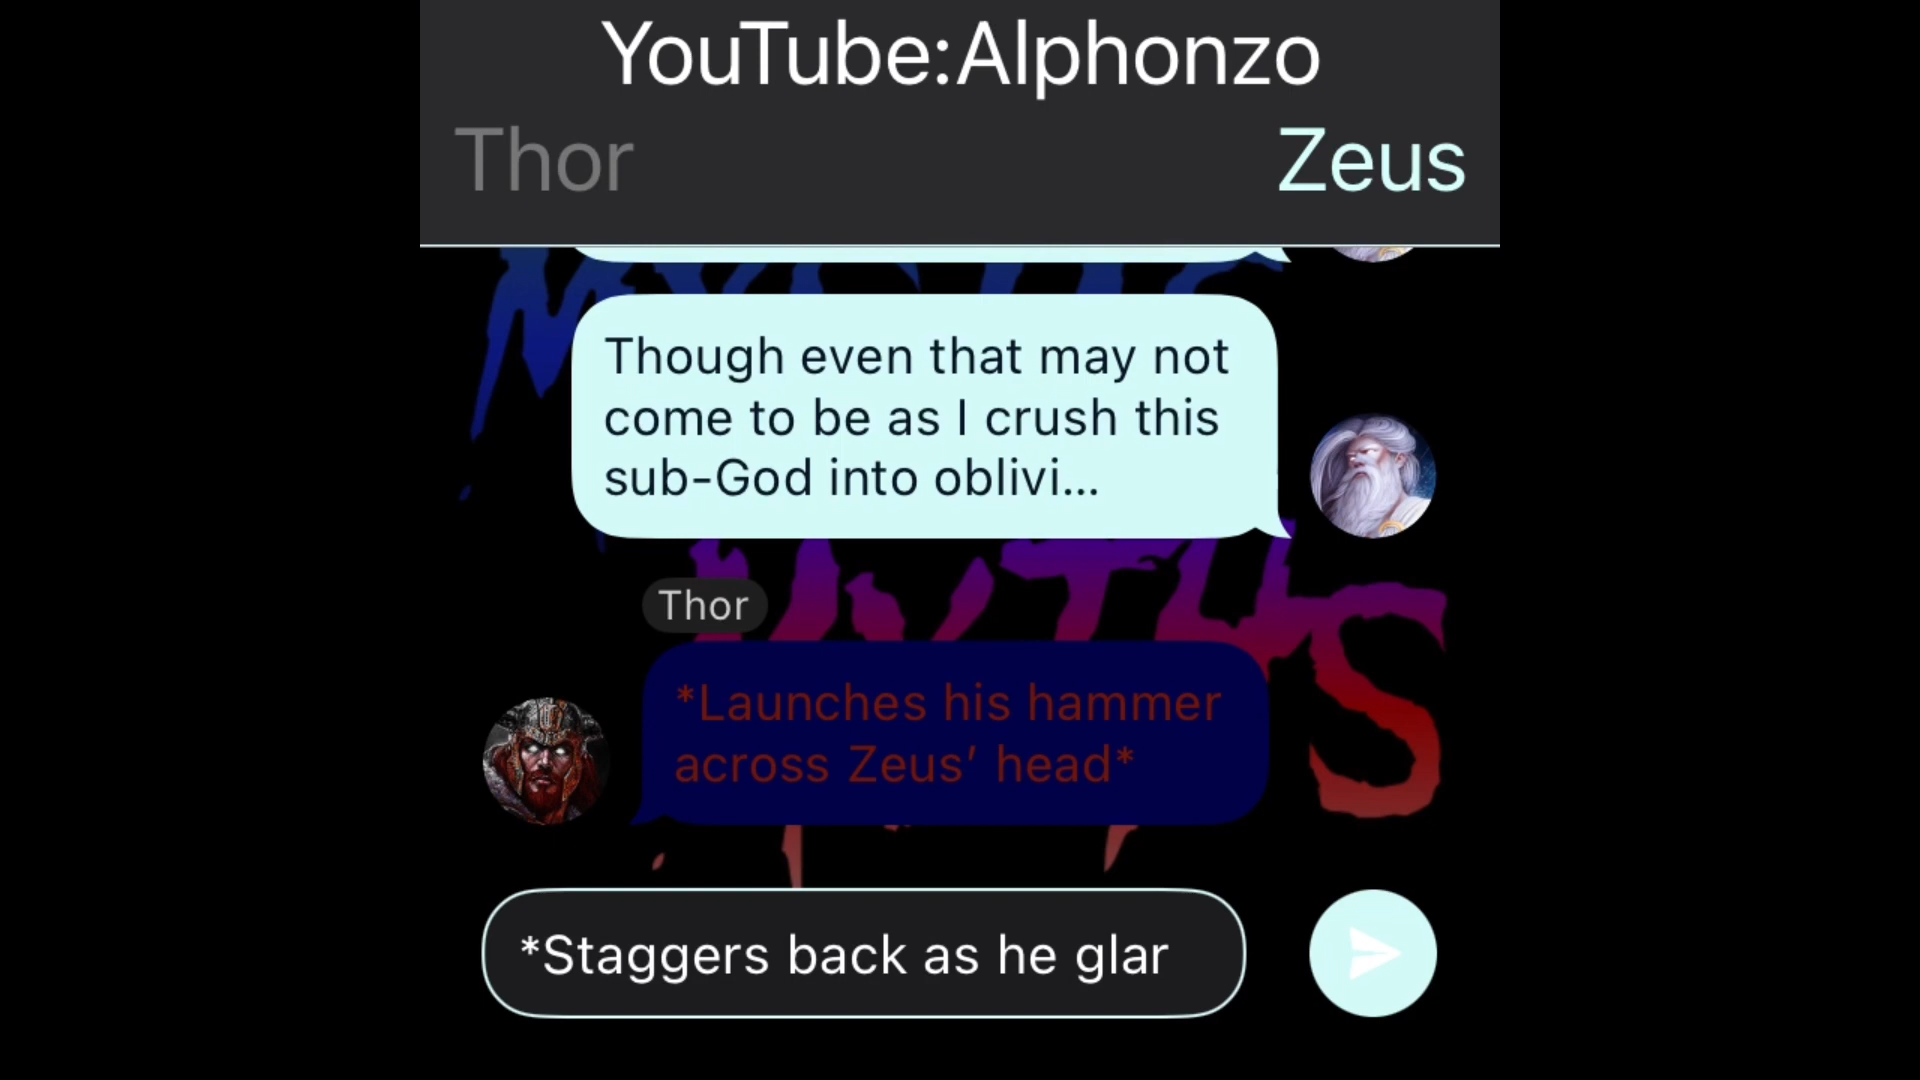 YouTube:Alphonzo
Thor
Zeus
Though even that may not
come to be as I crush this
sub-God into oblivi...
Thor
*Launches his hammer
across Zeus’ head*
MYTHS
*Staggers back as he glar